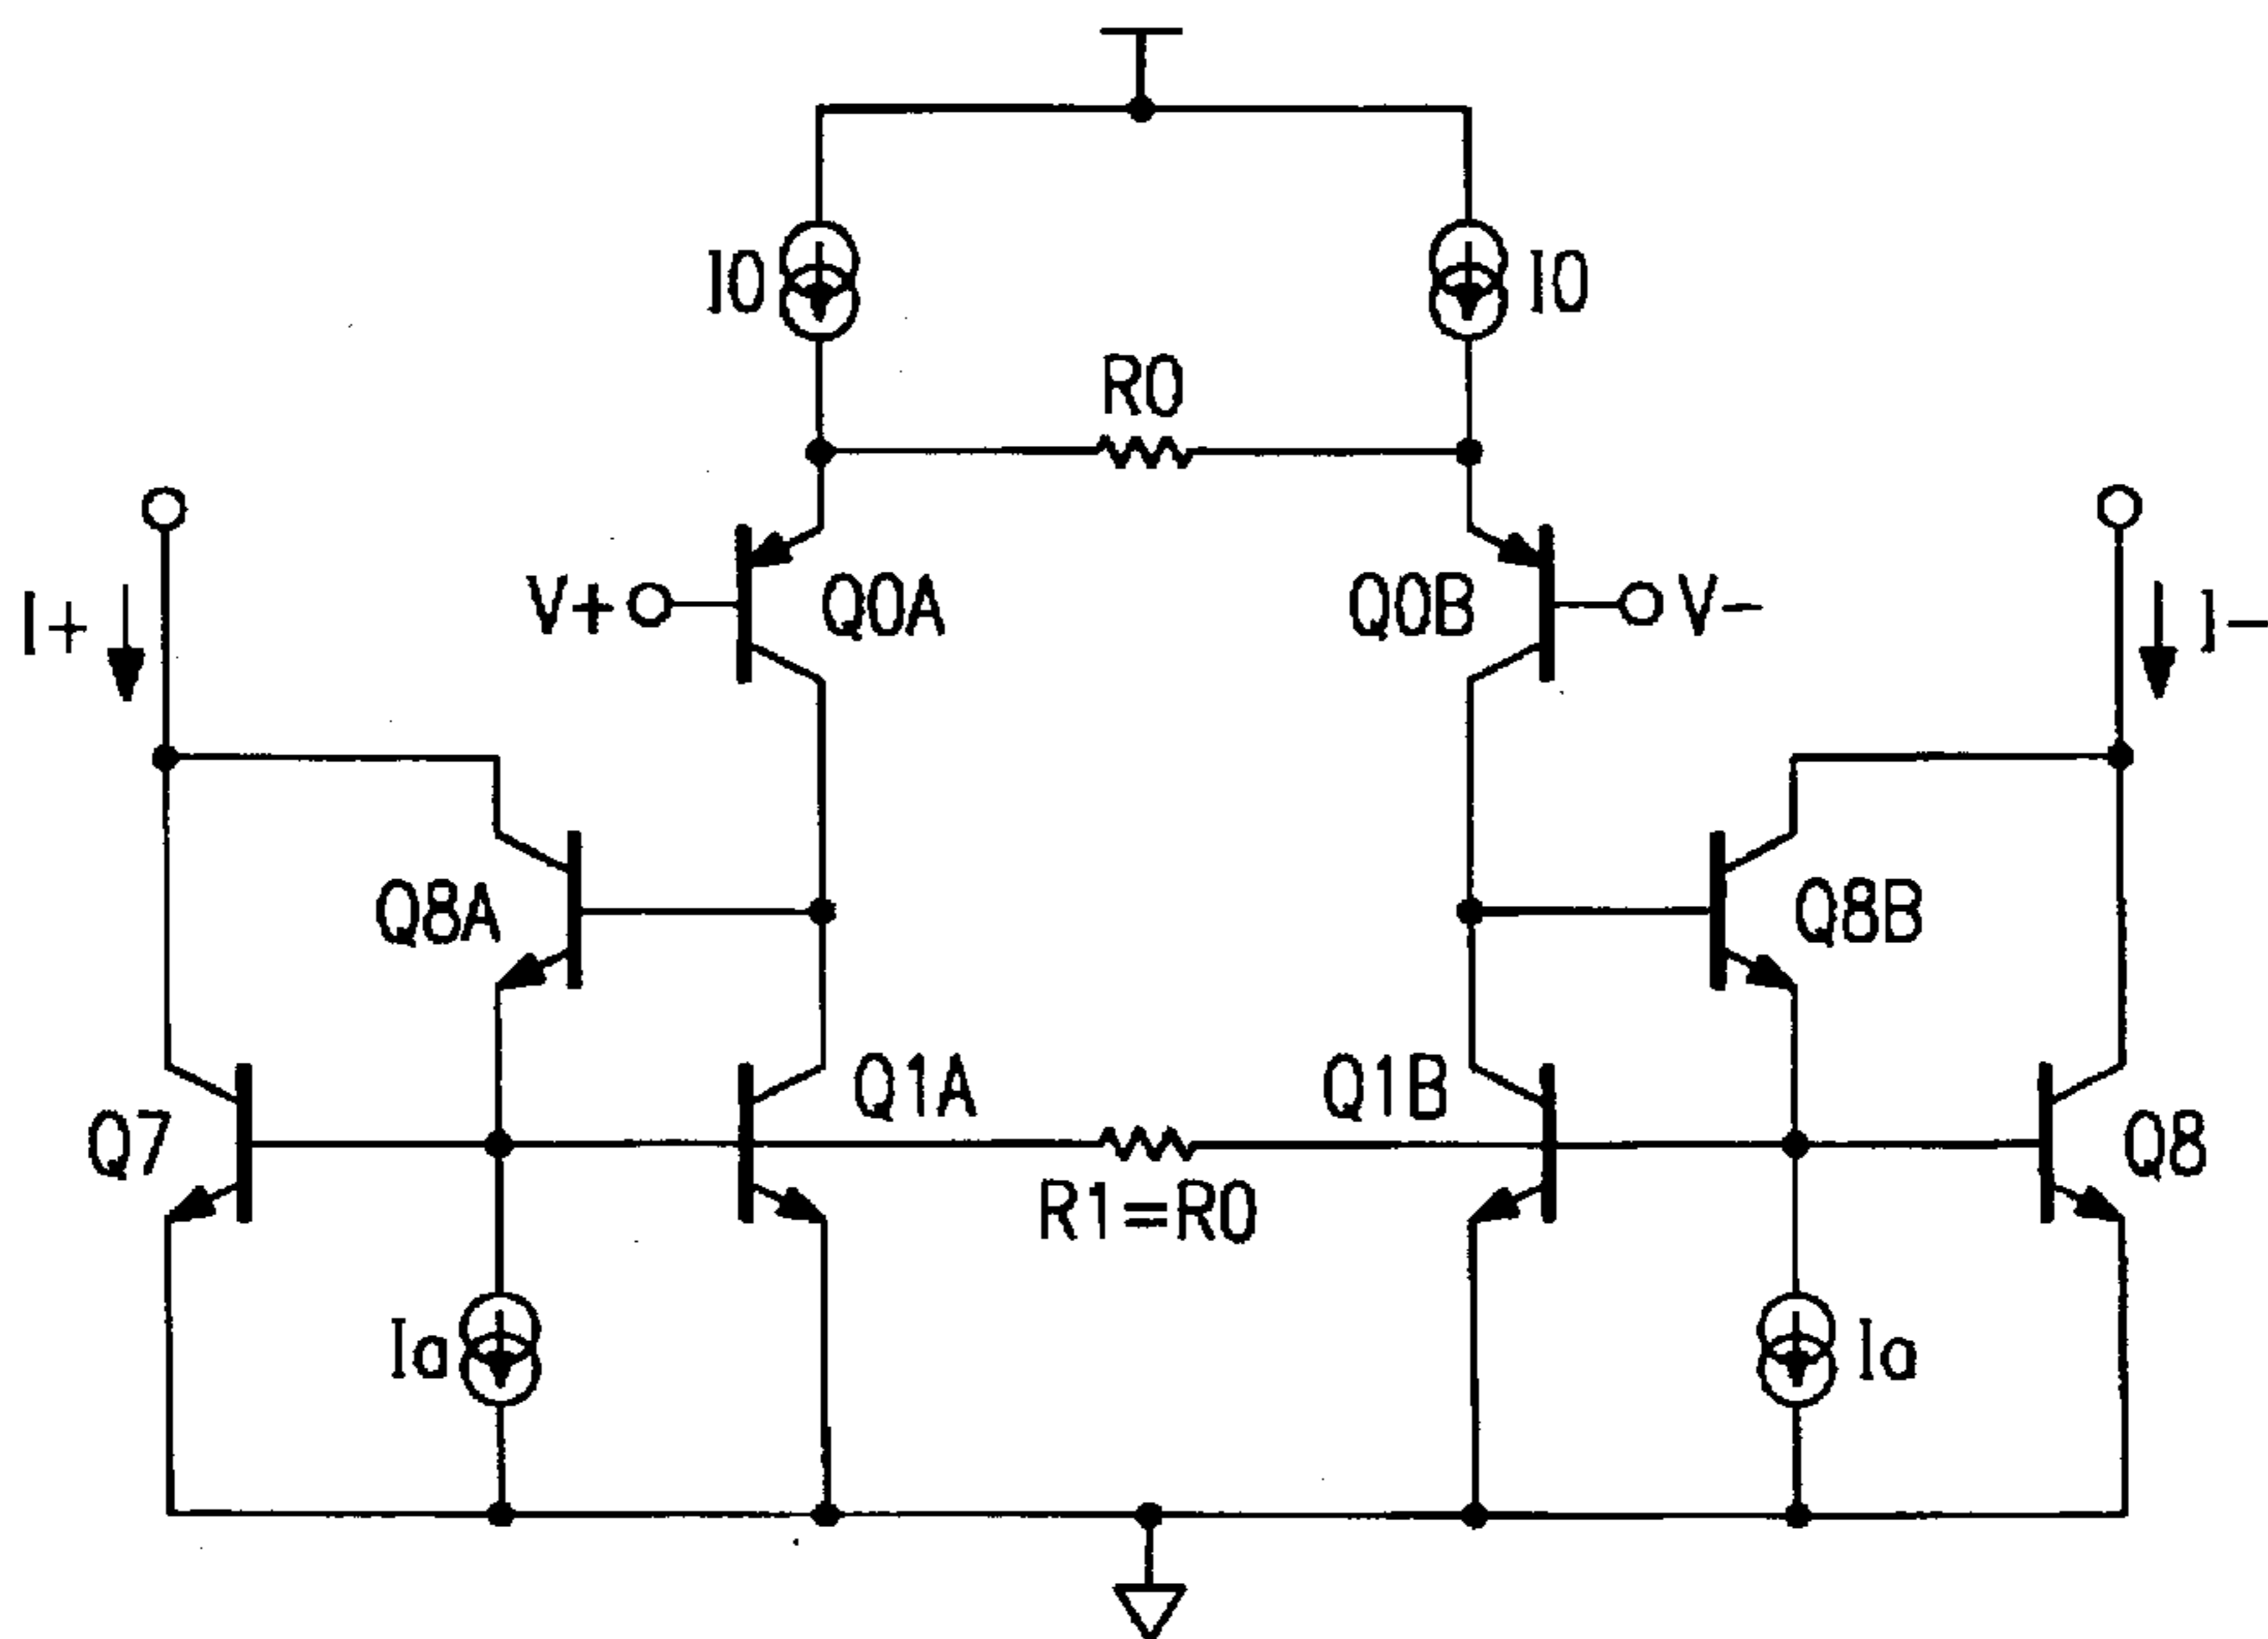 I0
I0
R0
I+
V+
Q0A
Q0B
V-
I-
Q8A
Q8B
Q7
Q1A
Q1B
Q8
R1=R0
Ia
Ia